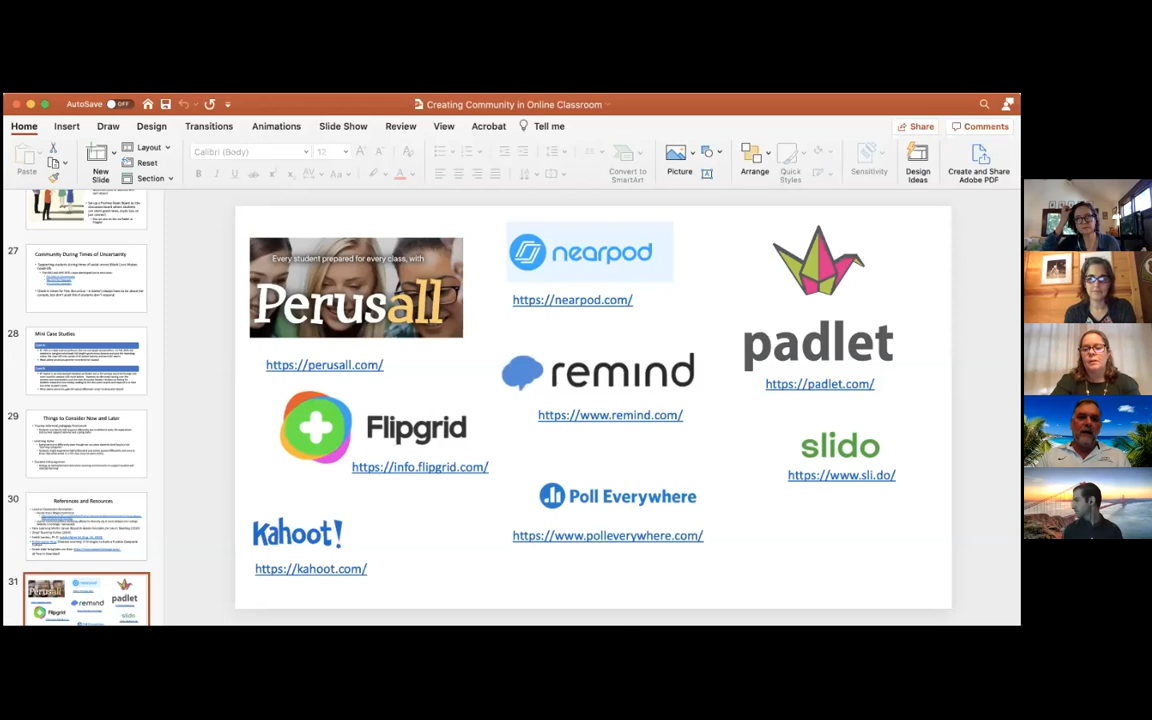 AutoSave OFF
Creating Community in Online Classroom
Home Insert Draw Design Transitions Animations Slide Show Review View Acrobat Tell me
Share Comments
Paste
New Slide
Layout
Reset
Section
Calibri (Body) 12
Convert to SmartArt
Picture
Arrange
Quick Styles
Sensitivity
Design Ideas
Create and Share Adobe PDF
27
Community During Times of Uncertainty
28
Mini Case Studies
29
Things to Consider Now and Later
30
References and Resources
31
Every student prepared for every class, with
Perusall
https://perusall.com/
nearpod
https://nearpod.com/
padlet
https://padlet.com/
remind
https://www.remind.com/
Flipgrid
https://info.flipgrid.com/
slido
https://www.sli.do/
Poll Everywhere
https://www.polleverywhere.com/
Kahoot!
https://kahoot.com/